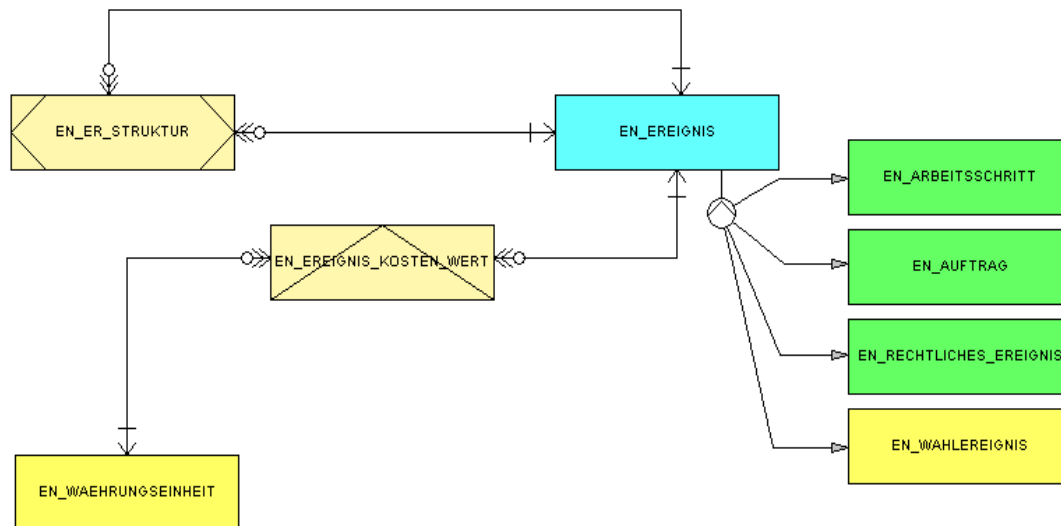 EN_ER_STRUKTUR
EN_EREIGNIS
EN_ARBEITSSCHRITT
EN_EREIGNIS_KOSTEN_WERT
EN_AUFTRAG
EN_RECHTLICHES_EREIGNIS
EN_WAHLEREIGNIS
EN_WAEHRUNGSEINHEIT